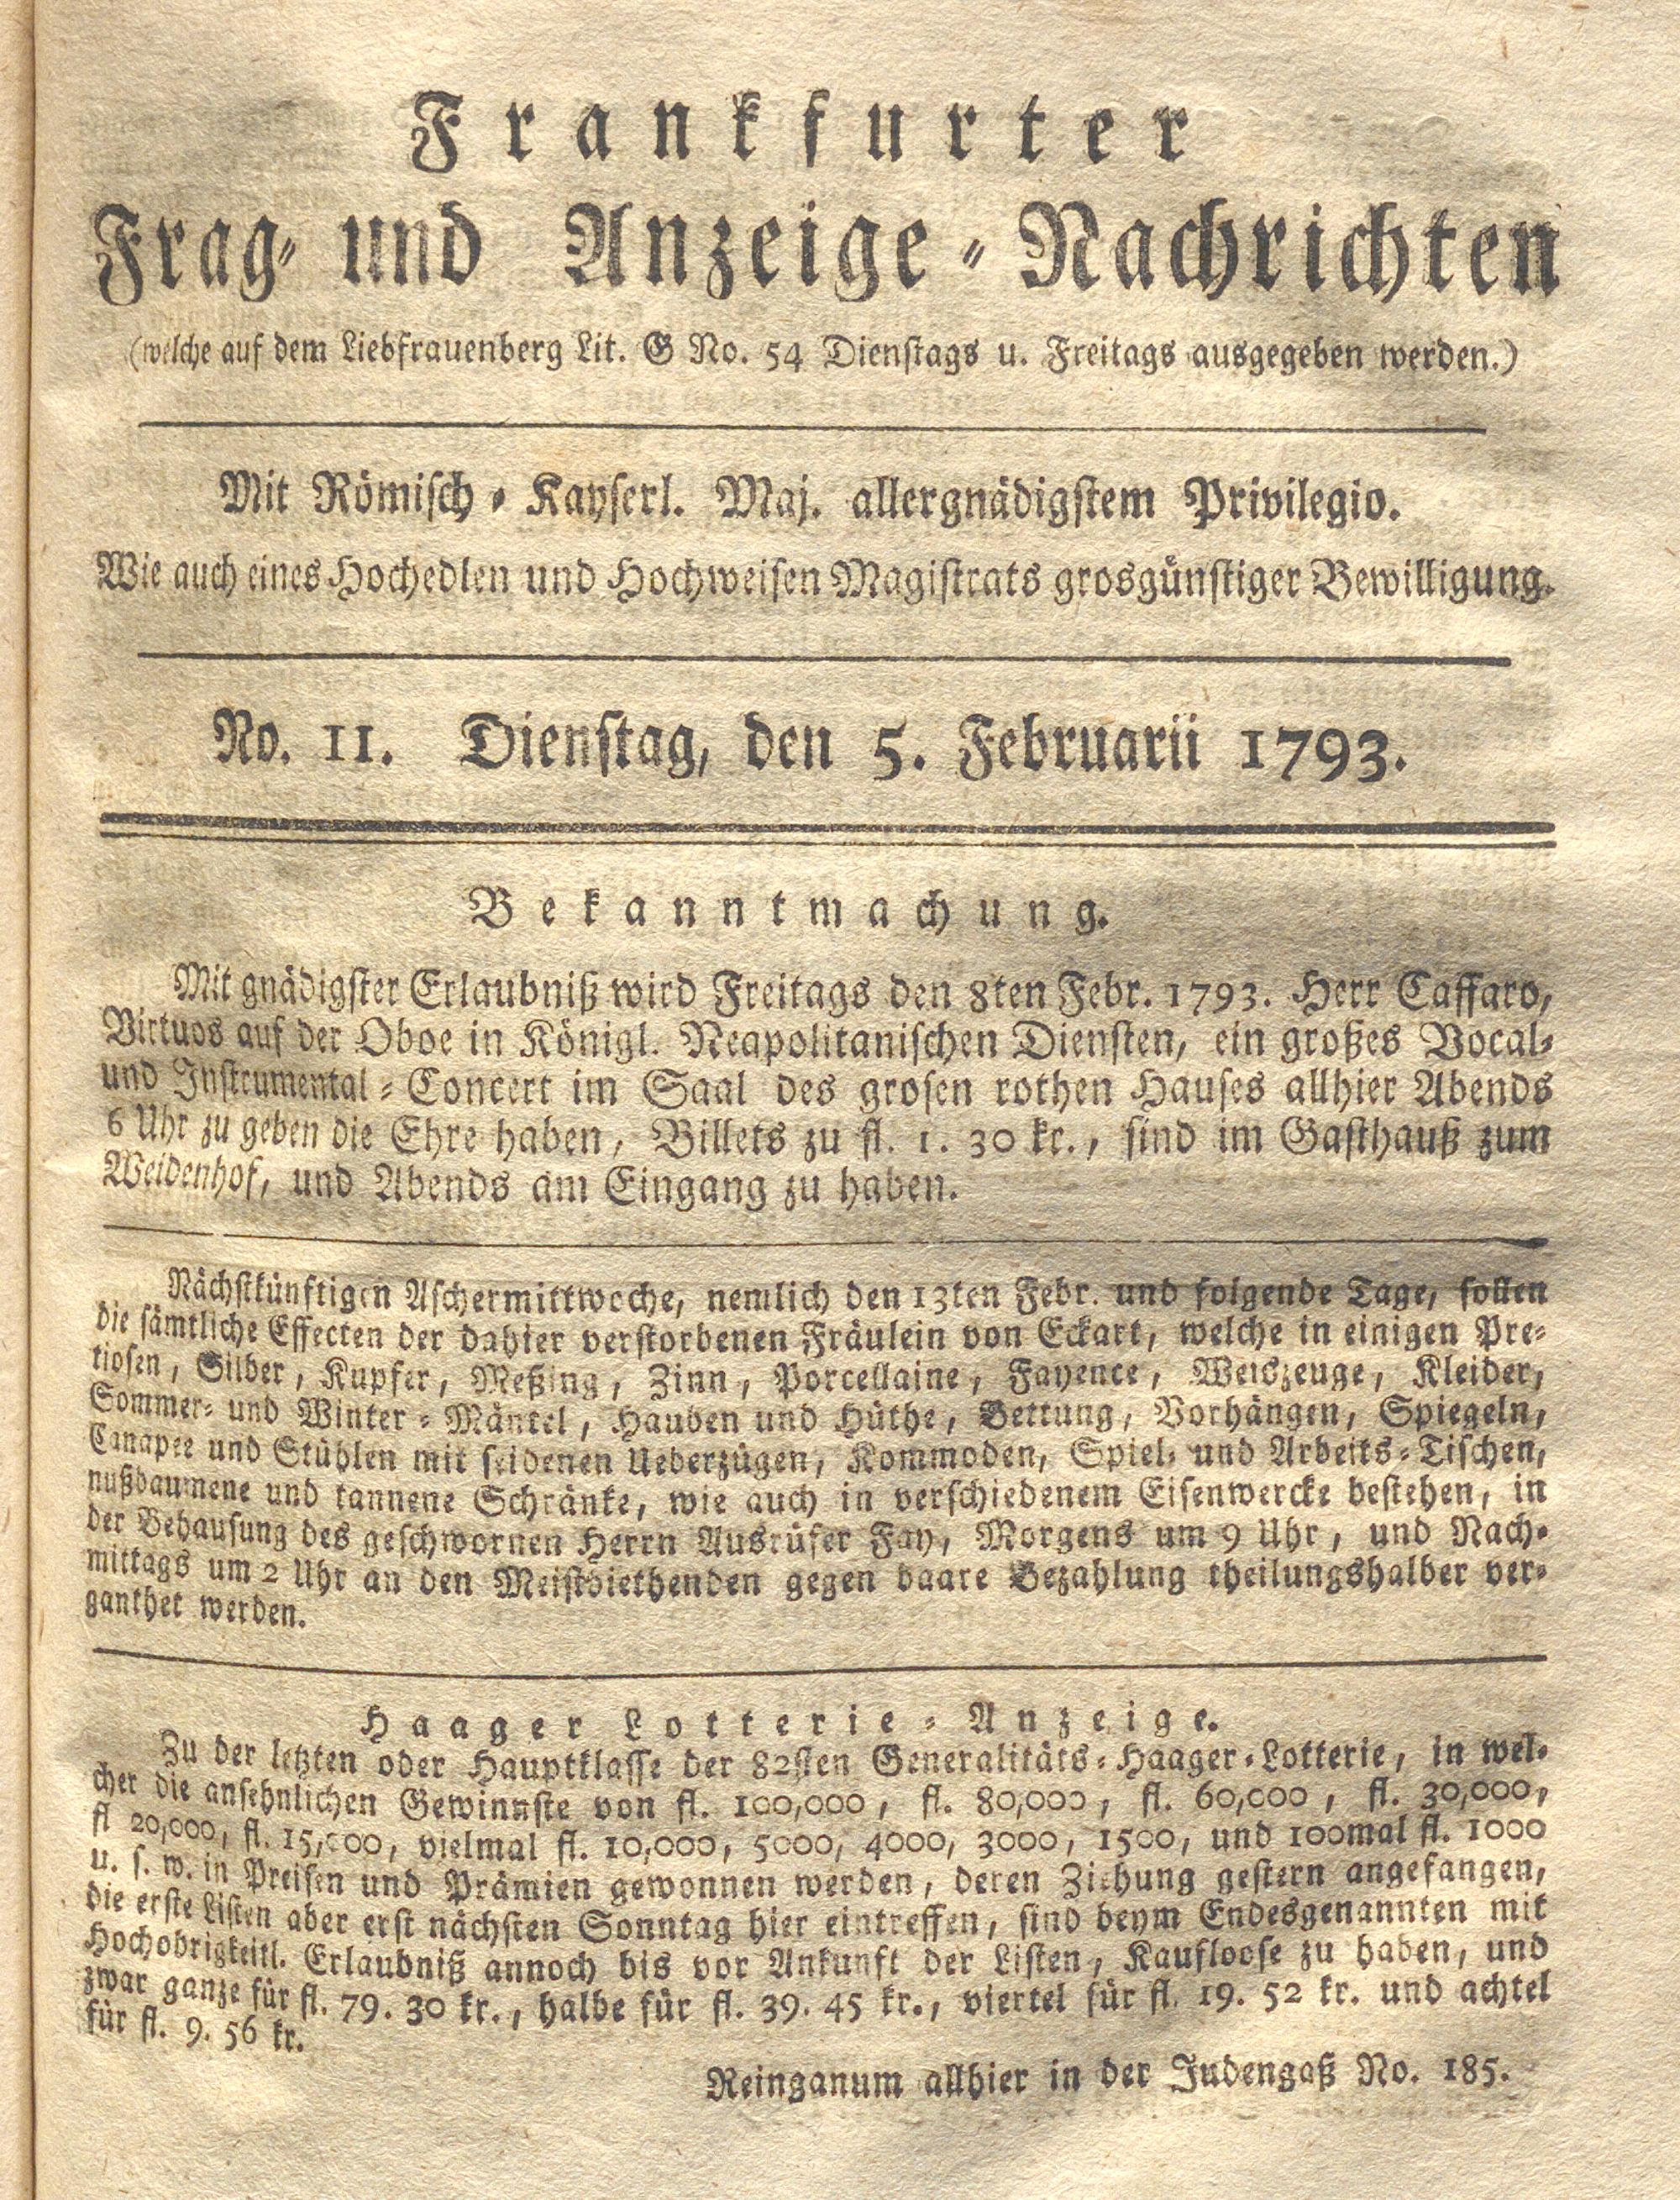 Frankfurter
Frag- und Anzeige-Nachrichten
(welche auf dem Liebfrauenberg Lit. G No. 54 Dienstags u. Freitags ausgegeben werden.)
Mit Römisch-Kayserl. Maj. allergnädigstem Privilegio.
Wie auch eines Hochedlen und Hochweisen Magistrats grosgünstiger Bewilligung.
No. 11. Dienstag, den 5. Februarii 1793.
Bekanntmachung.
Mit gnädigster Erlaubniß wird Freitags den 8ten Febr. 1793. Herr Caffaro,
Virtuos auf der Oboe in Königl. Neapolitanischen Diensten, ein großes Vocal-
und Instrumental-Concert im Saal des grosen rothen Hauses allhier Abends
6 Uhr zu geben die Ehre haben, Billets zu fl. 1. 30 kr., sind im Gasthauß zum
Weidenhof, und Abends am Eingang zu haben.
Nächstkünftigen Aschermittwoche, nemlich den 13ten Febr. und folgende Tage, sollen
die sämtliche Effecten der dahier verstorbenen Fräulein von Eckart, welche in einigen Pre-
tiosen, Silber, Kupfer, Meßing, Zinn, Porcellaine, Fayence, Weiszeuge, Kleider,
Sommer- und Winter-Mäntel, Hauben und Hüthe, Bettung, Vorhängen, Spiegeln,
Canapee und Stühlen mit seidenen Ueberzügen, Kommoden, Spiel- und Arbeits-Tischen,
nußbaumene und tannene Schränke, wie auch in verschiedenem Eisenwercke bestehen, in
der Behausung des geschwornen Herrn Ausrüfer Fay, Morgens um 9 Uhr, und Nach-
mittags um 2 Uhr an den Meistbiethenden gegen baare Bezahlung theilungshalber ver-
ganthet werden.
Haager Lotterie-Anzeige.
Zu der letzten oder Hauptklasse der 82sten Generalitäts-Haager-Lotterie, in wel-
cher die ansehnlichen Gewinnste von fl. 100,000, fl. 80,000, fl. 60,000, fl. 30,000,
fl 20,000, fl. 15,000, vielmal fl. 10,000, 5000, 4000, 3000, 1500, und 100mal fl. 1000
u. s. w. in Preisen und Prämien gewonnen werden, deren Ziehung gestern angefangen,
die erste Listen aber erst nächsten Sonntag hier eintreffen, sind beym Endesgenannten mit
Hochobrigkeitl. Erlaubniß annoch bis vor Ankunft der Listen, Kaufloose zu haben, und
zwar ganze für fl. 79. 30 kr., halbe für fl. 39. 45 kr., viertel für fl. 19. 52 kr. und achtel
für fl. 9. 56 kr.
Reinganum allhier in der Judengaß No. 185.